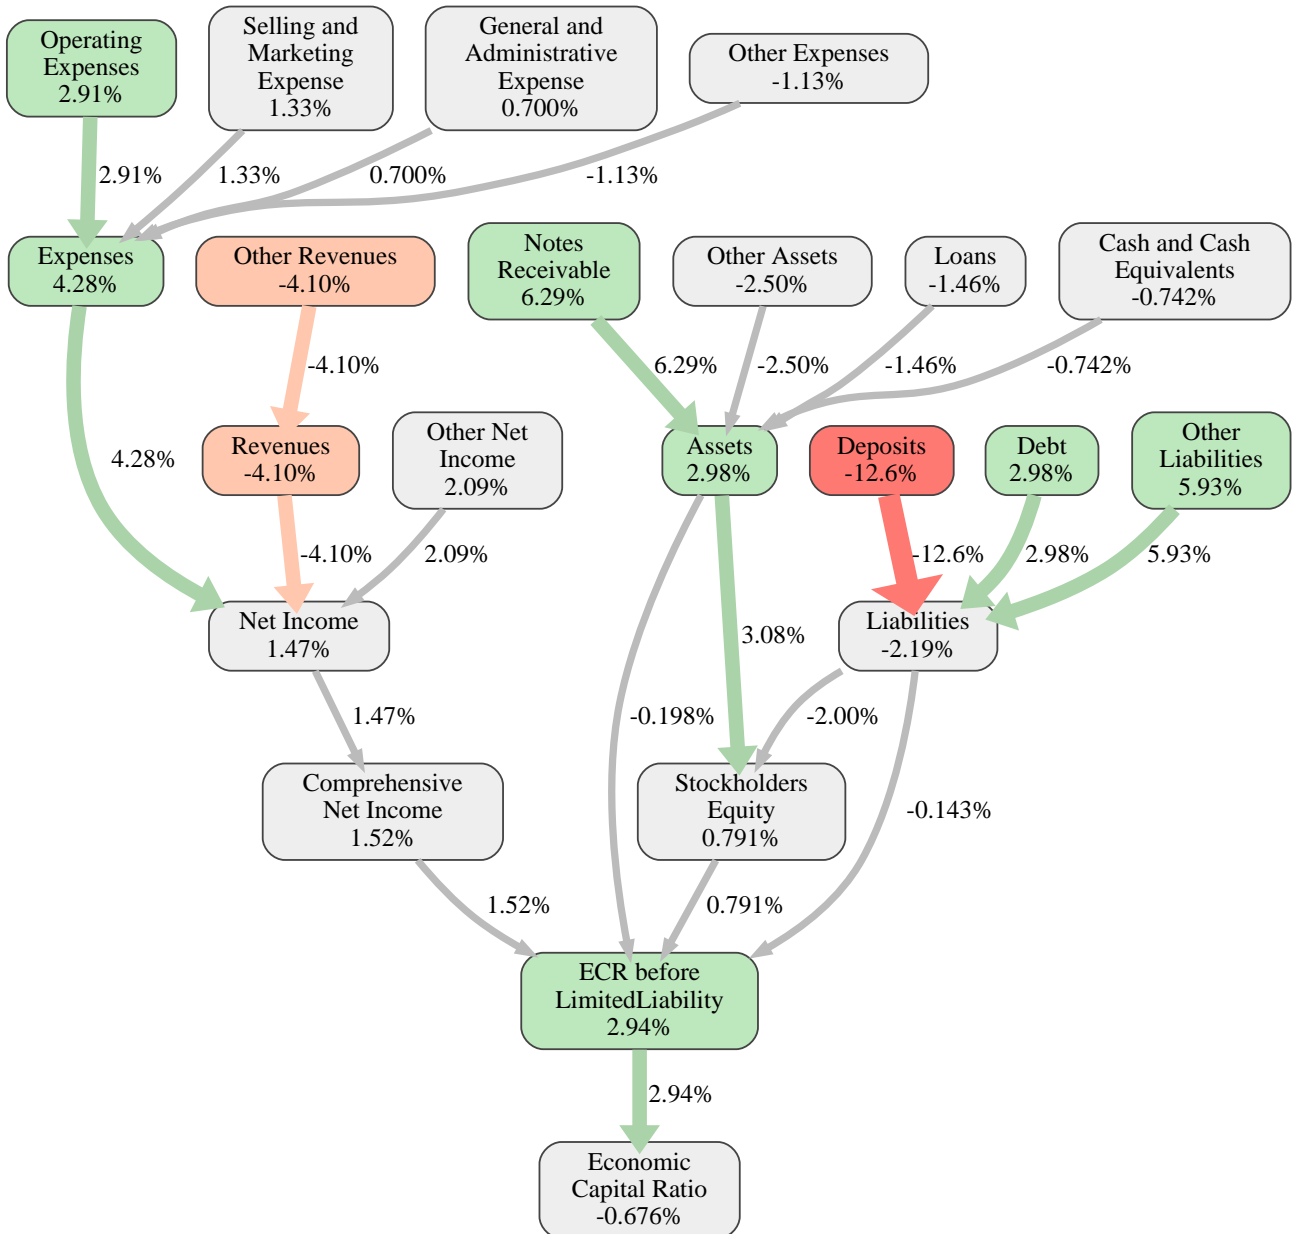 Operating
Expenses
2.91%
Selling and
Marketing
Expense
1.33%
General and
Administrative
Expense
0.700%
Other Expenses
-1.13%
2.91%
1.33%
0.700%
-1.13%
Expenses
4.28%
Other Revenues
-4.10%
Notes
Receivable
6.29%
Other Assets
-2.50%
Loans
-1.46%
Cash and Cash
Equivalents
-0.742%
-4.10%
6.29%
-2.50%
-1.46%
-0.742%
4.28%
Revenues
-4.10%
Other Net
Income
2.09%
Assets
2.98%
Deposits
-12.6%
Debt
2.98%
Other
Liabilities
5.93%
-4.10%
2.09%
-12.6%
2.98%
5.93%
Net Income
1.47%
3.08%
Liabilities
-2.19%
1.47%
-0.198%
-2.00%
Comprehensive
Net Income
1.52%
Stockholders
Equity
0.791%
-0.143%
1.52%
0.791%
ECR before
LimitedLiability
2.94%
2.94%
Economic
Capital Ratio
-0.676%